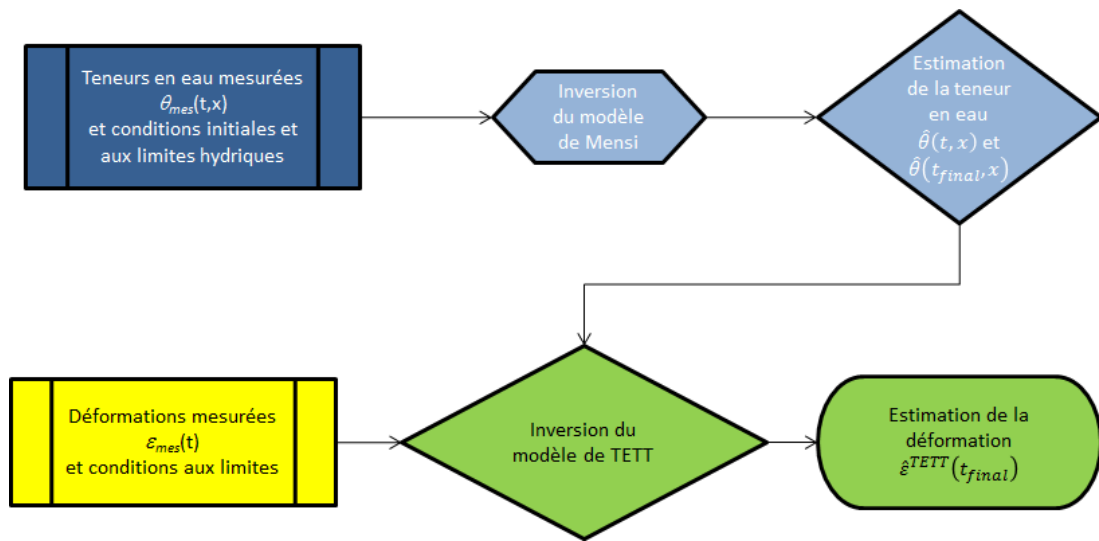 Teneurs en eau mesurées
θmes(t,x)
et conditions initiales et
aux limites hydriques
Inversion
du modèle
de Mensi
Estimation
de la teneur
en eau
θ̂(t, x) et
θ̂(tfinal, x)
Déformations mesurées
εmes(t)
et conditions aux limites
Inversion du
modèle de TETT
Estimation de la
déformation
ε̂^TETT(tfinal)